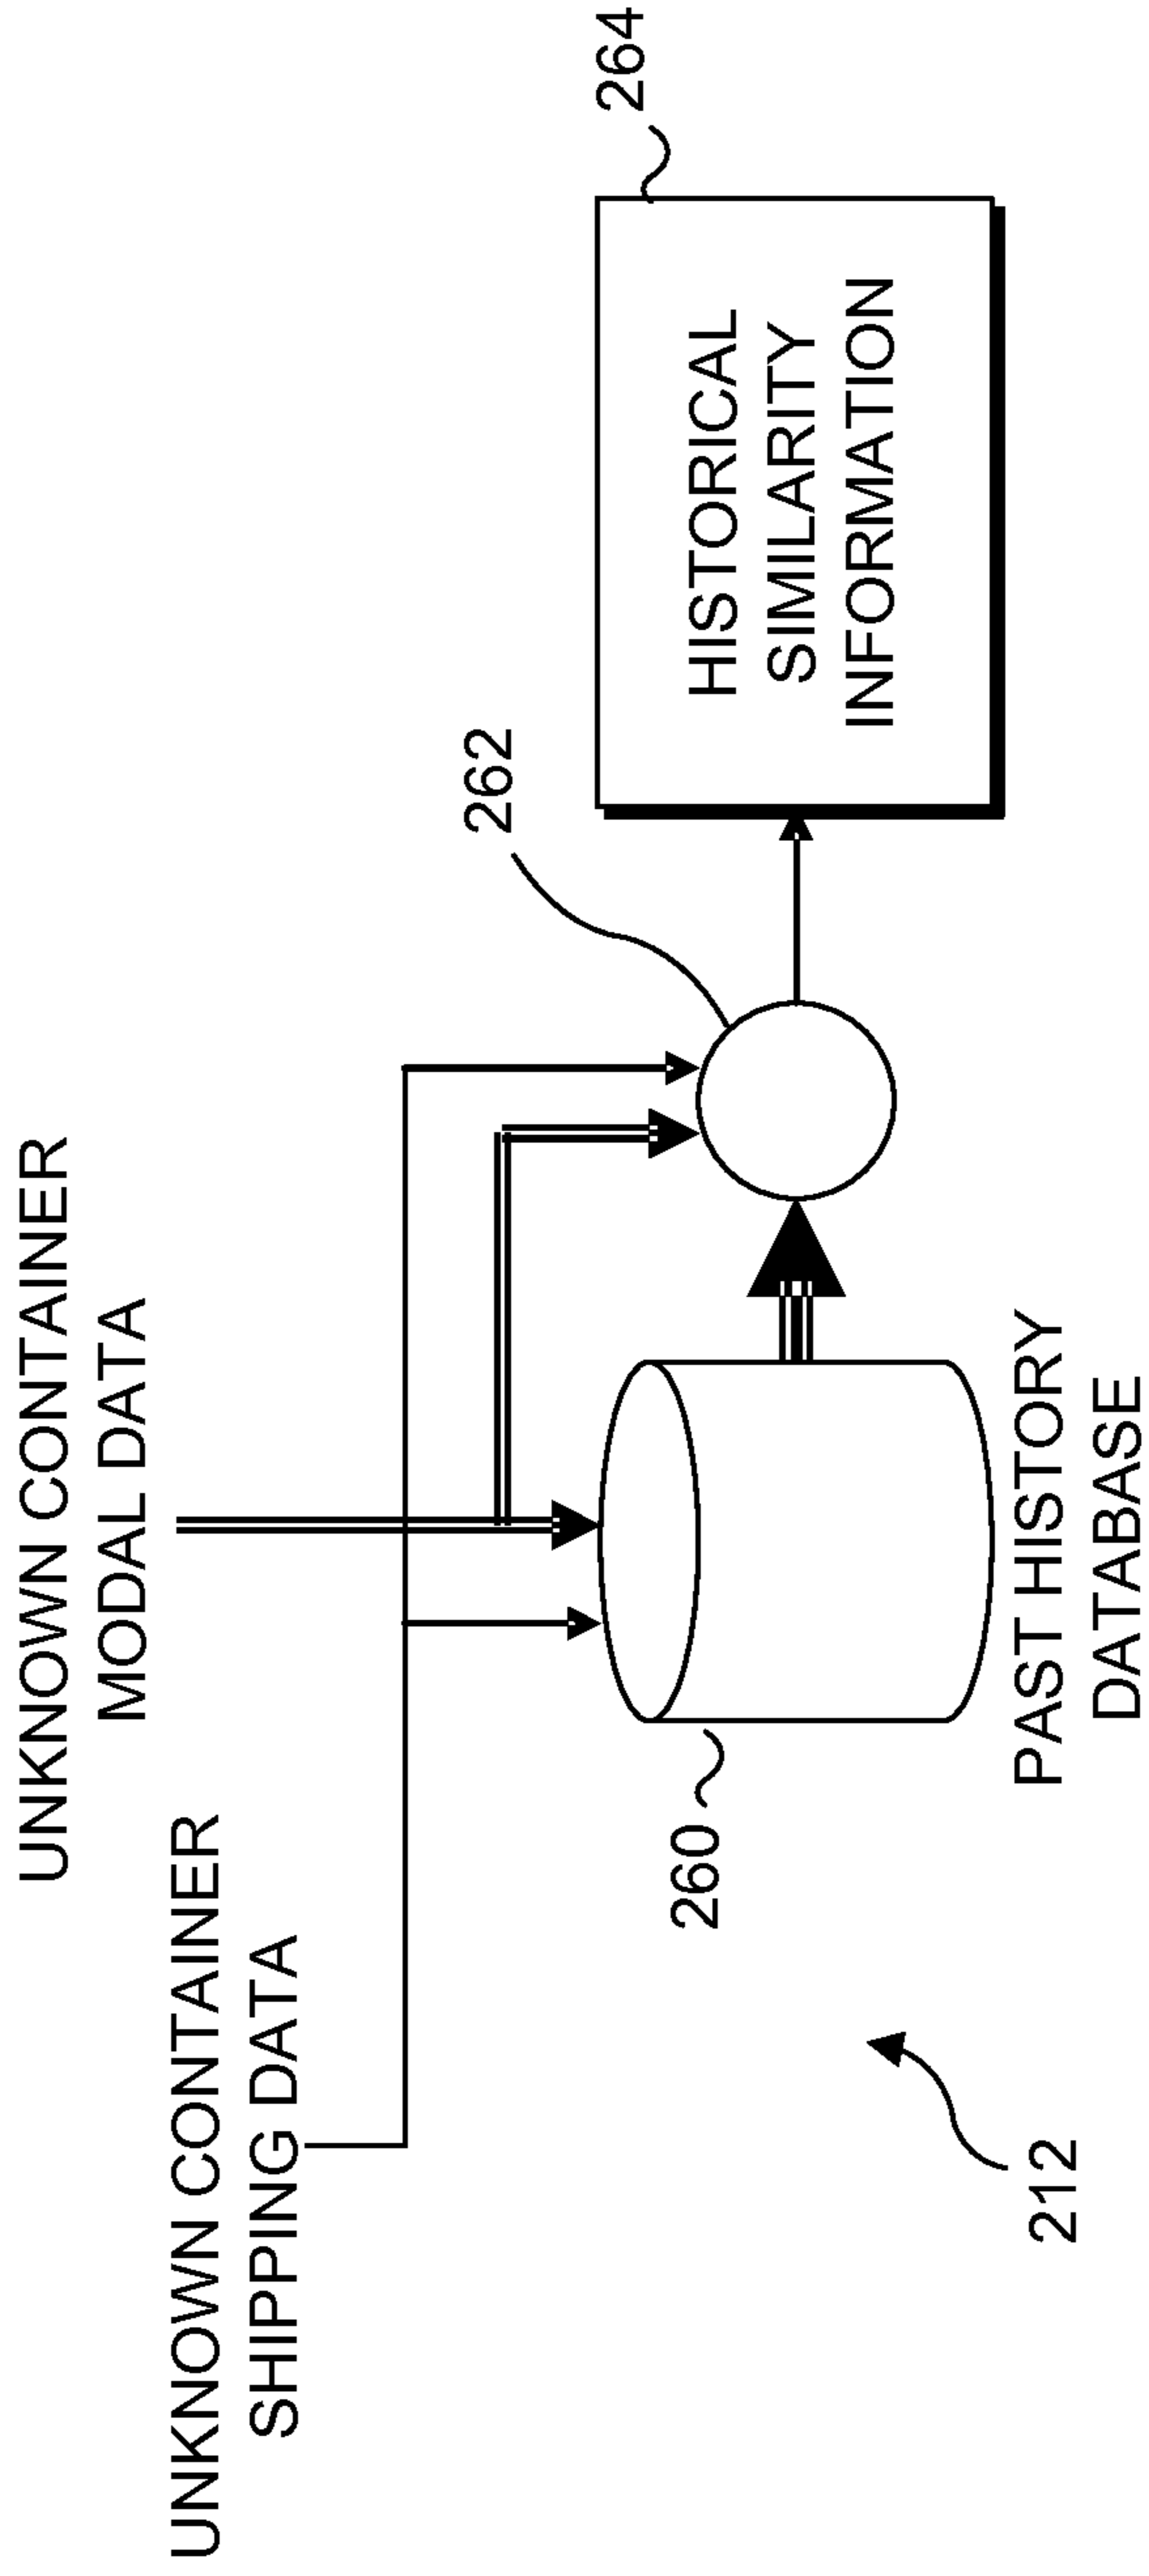 UNKNOWN CONTAINER
MODAL DATA
UNKNOWN CONTAINER
SHIPPING DATA
262
264
HISTORICAL
SIMILARITY
INFORMATION
260
PAST HISTORY
DATABASE
212